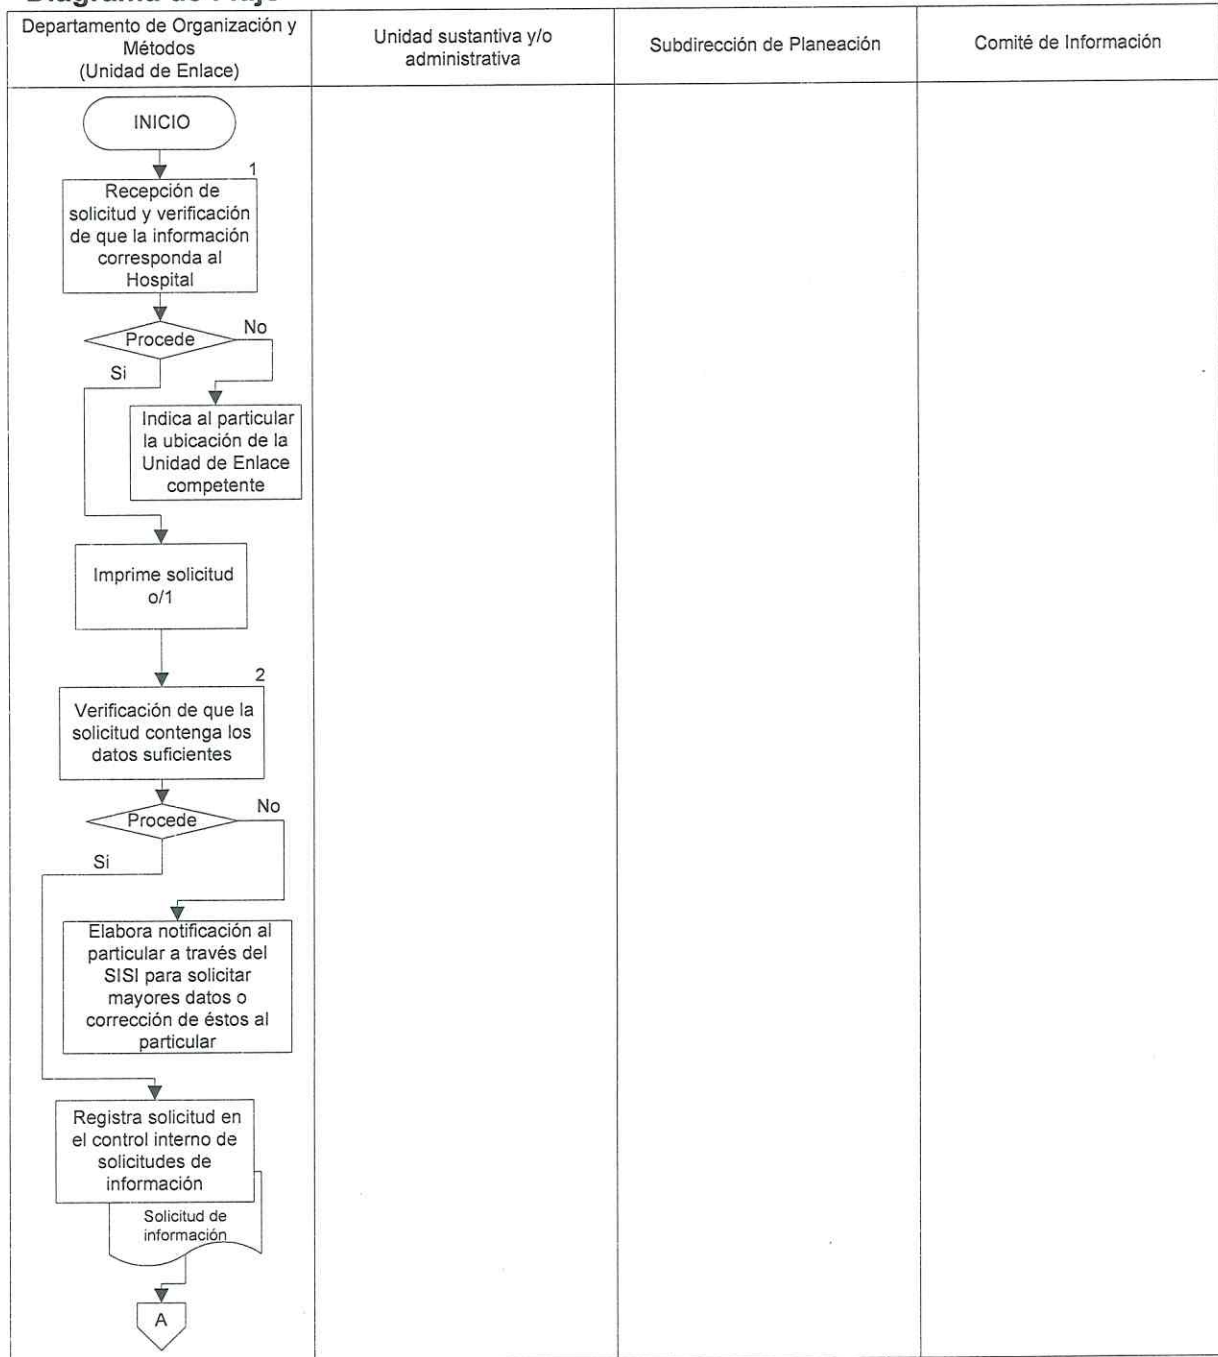 Diagrama de Flujo
Departamento de Organización y
Métodos
(Unidad de Enlace)
Unidad sustantiva y/o
administrativa
Subdirección de Planeación
Comité de Información
INICIO
1
Recepción de
solicitud y verificación
de que la información
corresponda al
Hospital
Procede
No
Si
Indica al particular
la ubicación de la
Unidad de Enlace
competente
Imprime solicitud
o/1
2
Verificación de que la
solicitud contenga los
datos suficientes
Procede
No
Si
Elabora notificación al
particular a través del
SISI para solicitar
mayores datos o
corrección de éstos al
particular
Registra solicitud en
el control interno de
solicitudes de
información
Solicitud de
información
A